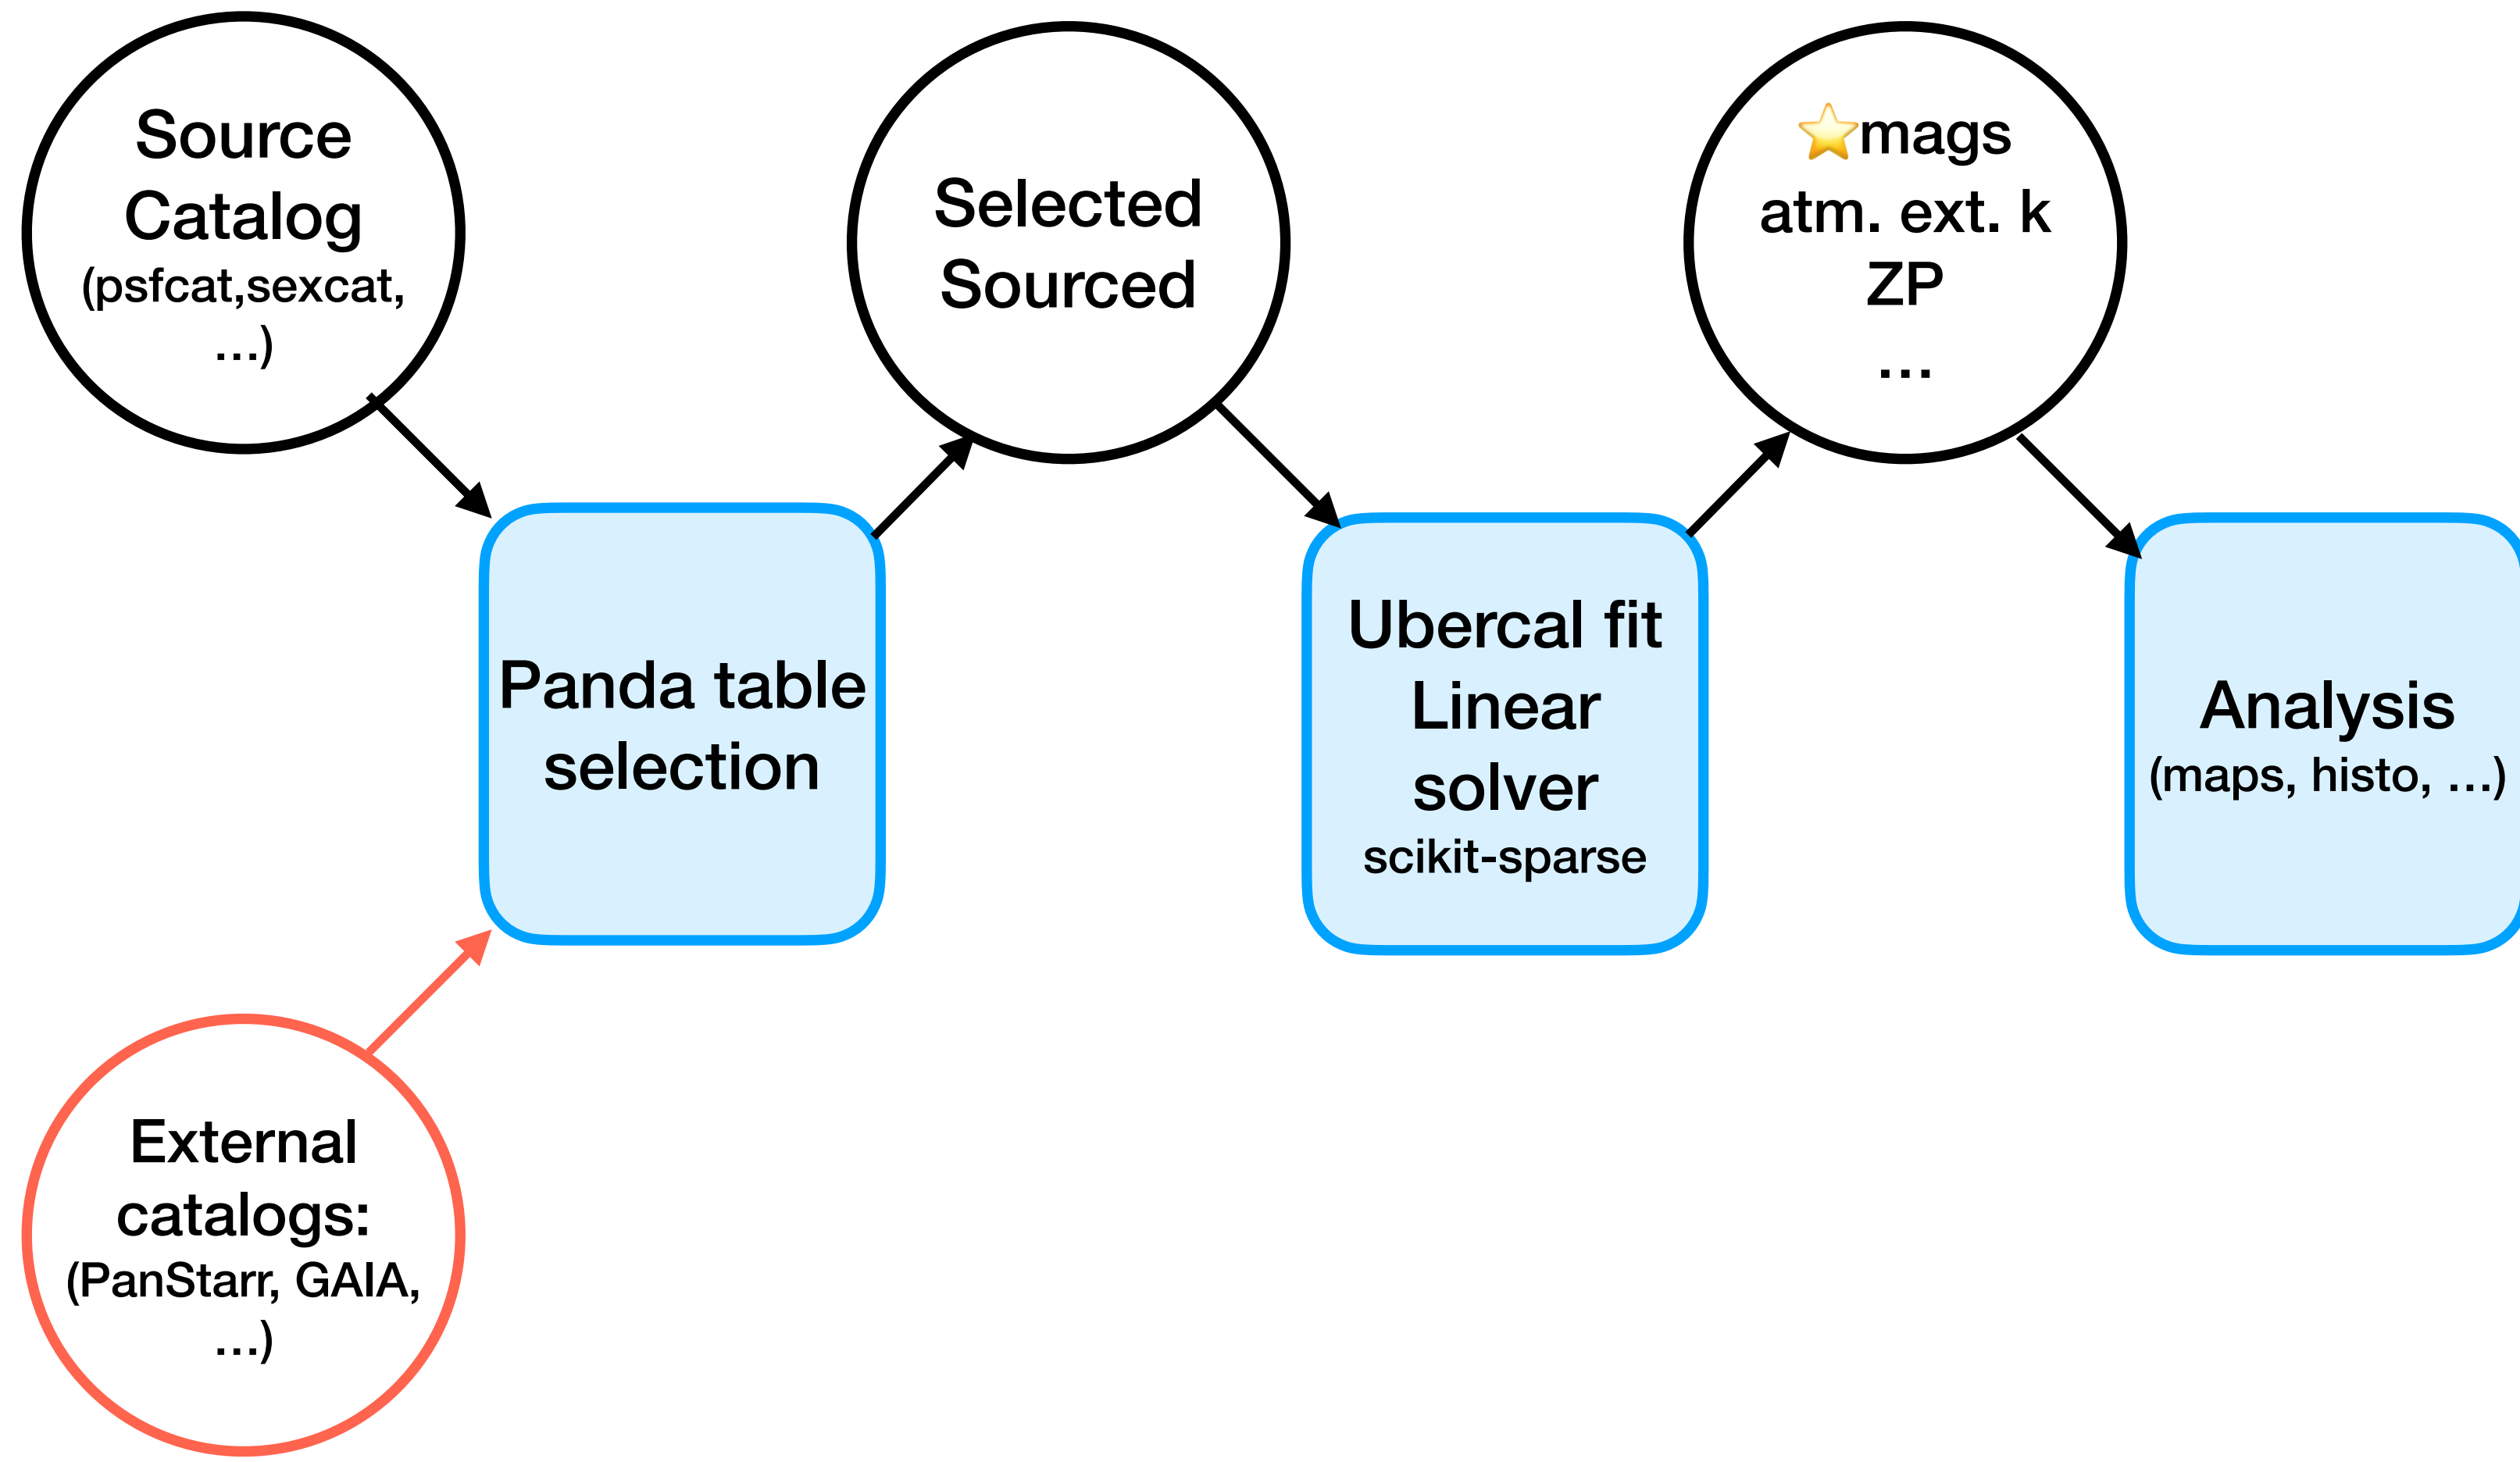 Source
Catalog
(psfcat,sexcat,
...)
Selected
Sourced
⭐mags
atm. ext. k
ZP
...
Panda table
selection
Ubercal fit
Linear
solver
scikit-sparse
Analysis
(maps, histo, ...)
External
catalogs:
(PanStarr, GAIA,
...)